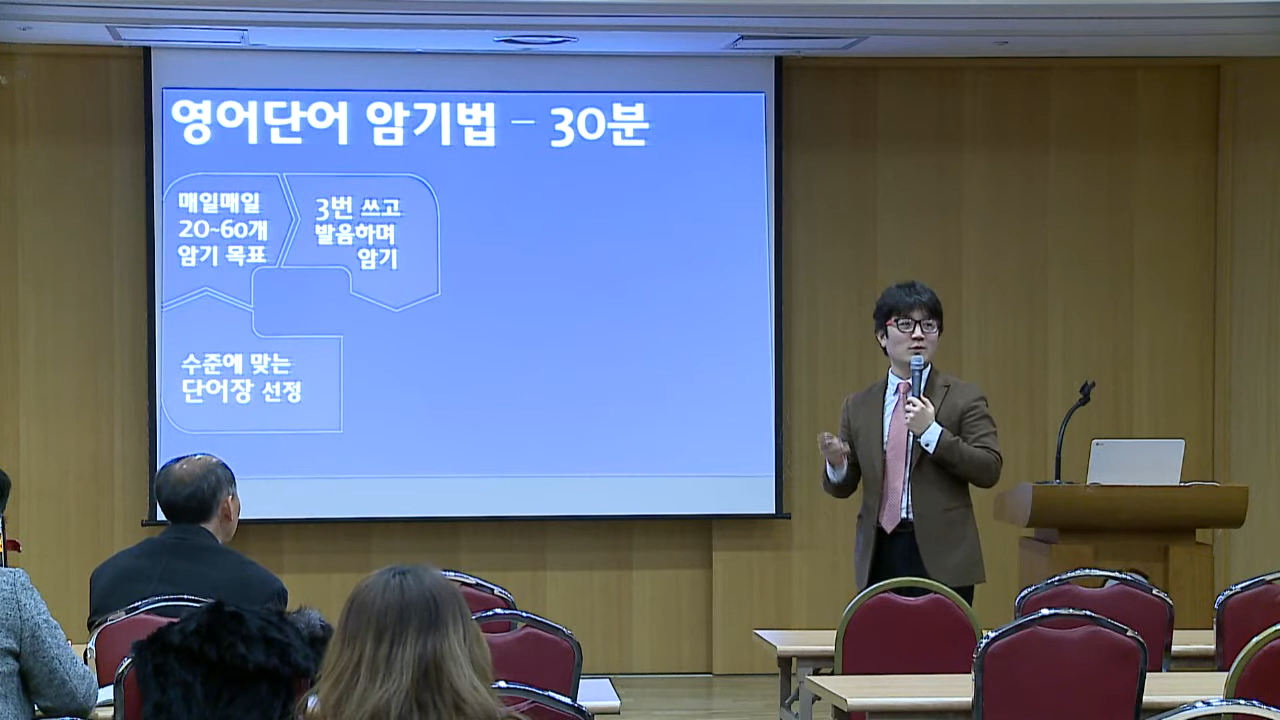 영어단어 암기법 - 30분
매일매일
20~60개
암기 목표
3번 쓰고
발음하며
암기
수준에 맞는
단어장 선정